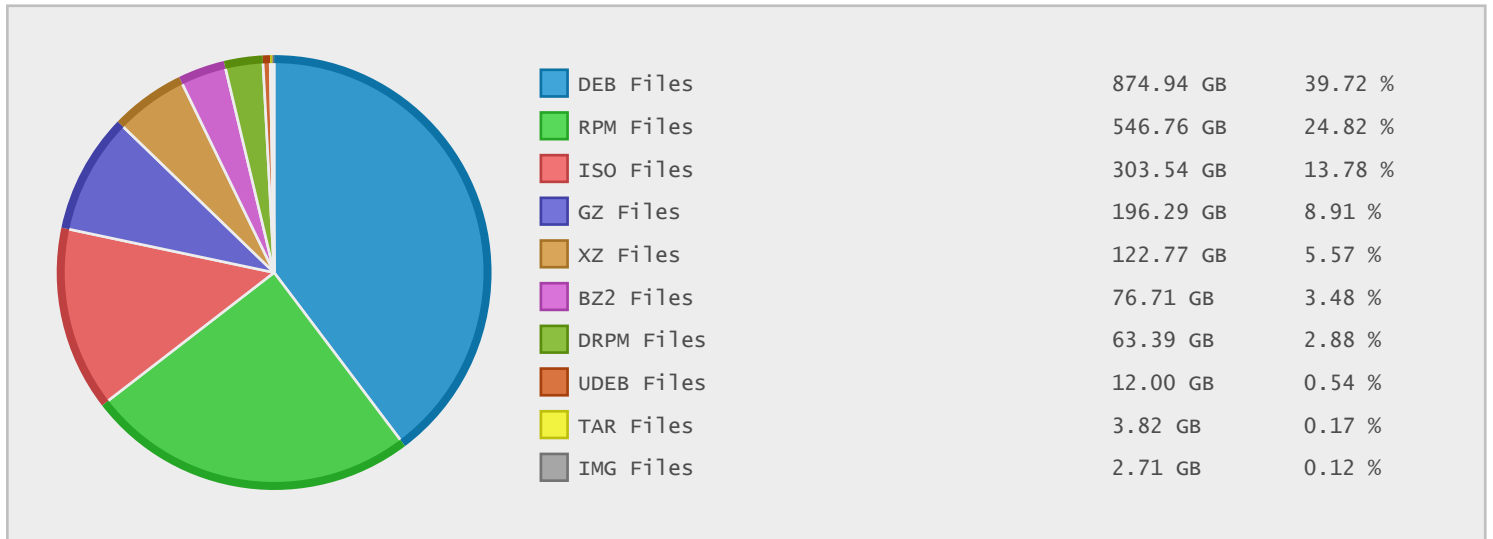 DEB Files 874.94 GB 39.72 %
RPM Files 546.76 GB 24.82 %
ISO Files 303.54 GB 13.78 %
GZ Files 196.29 GB 8.91 %
XZ Files 122.77 GB 5.57 %
BZ2 Files 76.71 GB 3.48 %
DRPM Files 63.39 GB 2.88 %
UDEB Files 12.00 GB 0.54 %
TAR Files 3.82 GB 0.17 %
IMG Files 2.71 GB 0.12 %